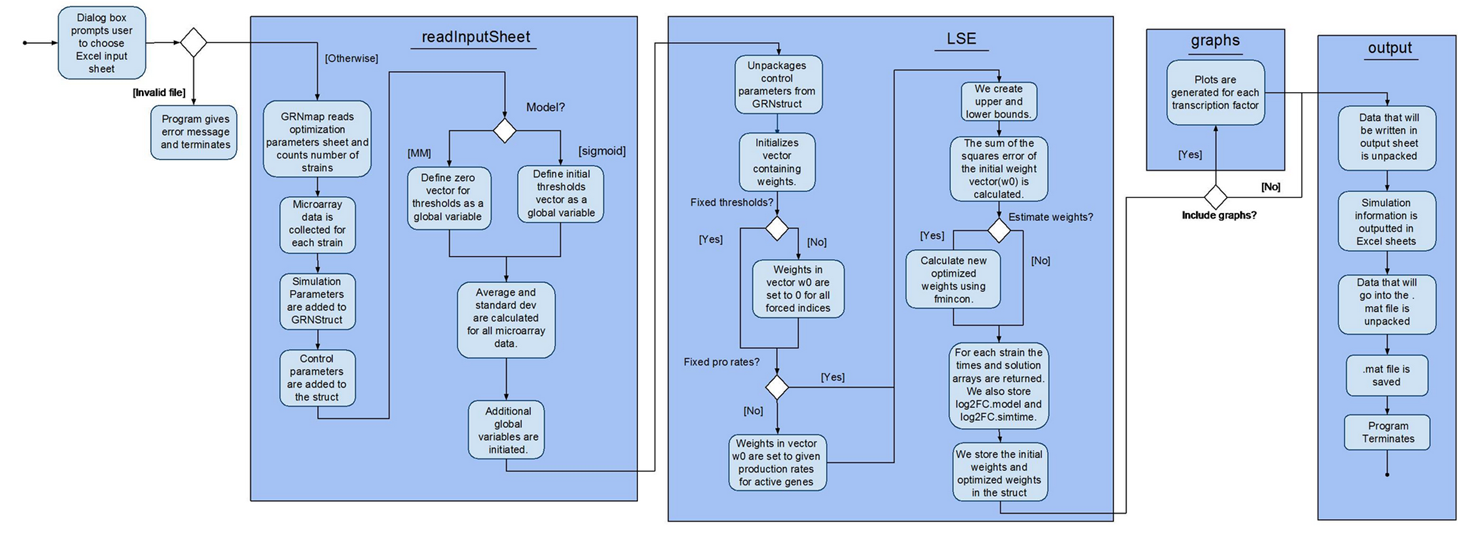 Dialog box
prompts user
to choose
Excel input
sheet
[Invalid file]
Program gives
error message
and terminates
[Otherwise]
readInputSheet
GRNmap reads
optimization
parameters sheet and
counts number of
strains
Microarray
data is
collected for
each strain
Simulation
Parameters
are added to
GRNStruct
Control
parameters
are added to
the struct
Model?
[MM]
[sigmoid]
Define zero
vector for
thresholds as a
global variable
Define initial
thresholds
vector as a
global variable
Average and
standard dev
are calculated
for all microarray
data.
Additional
global
variables are
initiated.
LSE
Unpackages
control
parameters from
GRNstruct
Initializes
vector
containing
weights.
Fixed thresholds?
[Yes]
[No]
Weights in
vector w0 are
set to 0 for all
forced indices
Fixed pro rates?
[Yes]
[No]
Weights in vector
w0 are set to given
production rates
for active genes
We create
upper and
lower bounds.
The sum of the
squares error of
the initial weight
vector(w0) is
calculated.
Estimate weights?
[Yes]
[No]
Calculate new
optimized
weights using
fmincon.
For each strain the
times and solution
arrays are returned.
We also store
log2FC.model and
log2FC.simtime.
We store the initial
weights and
optimized weights
in the struct
graphs
Plots are
generated for each
transcription factor
[Yes]
[No]
Include graphs?
output
Data that will
be written in
output sheet
is unpacked
Simulation
information is
outputted in
Excel sheets
Data that will
go into the .
mat file is
unpacked
.mat file is
saved
Program
Terminates